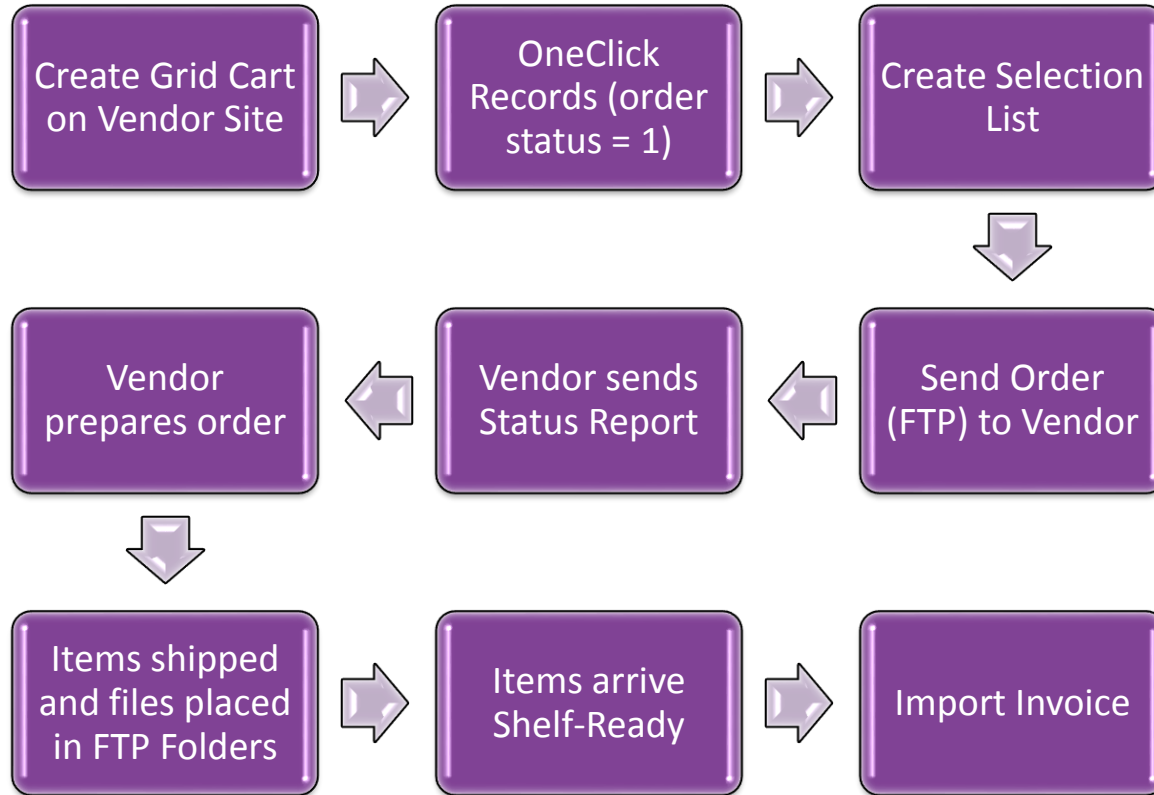 Create Grid Cart
on Vendor Site
OneClick
Records (order
status = 1)
Create Selection
List
Send Order
(FTP) to Vendor
Vendor sends
Status Report
Vendor
prepares order
Items shipped
and files placed
in FTP Folders
Items arrive
Shelf-Ready
Import Invoice